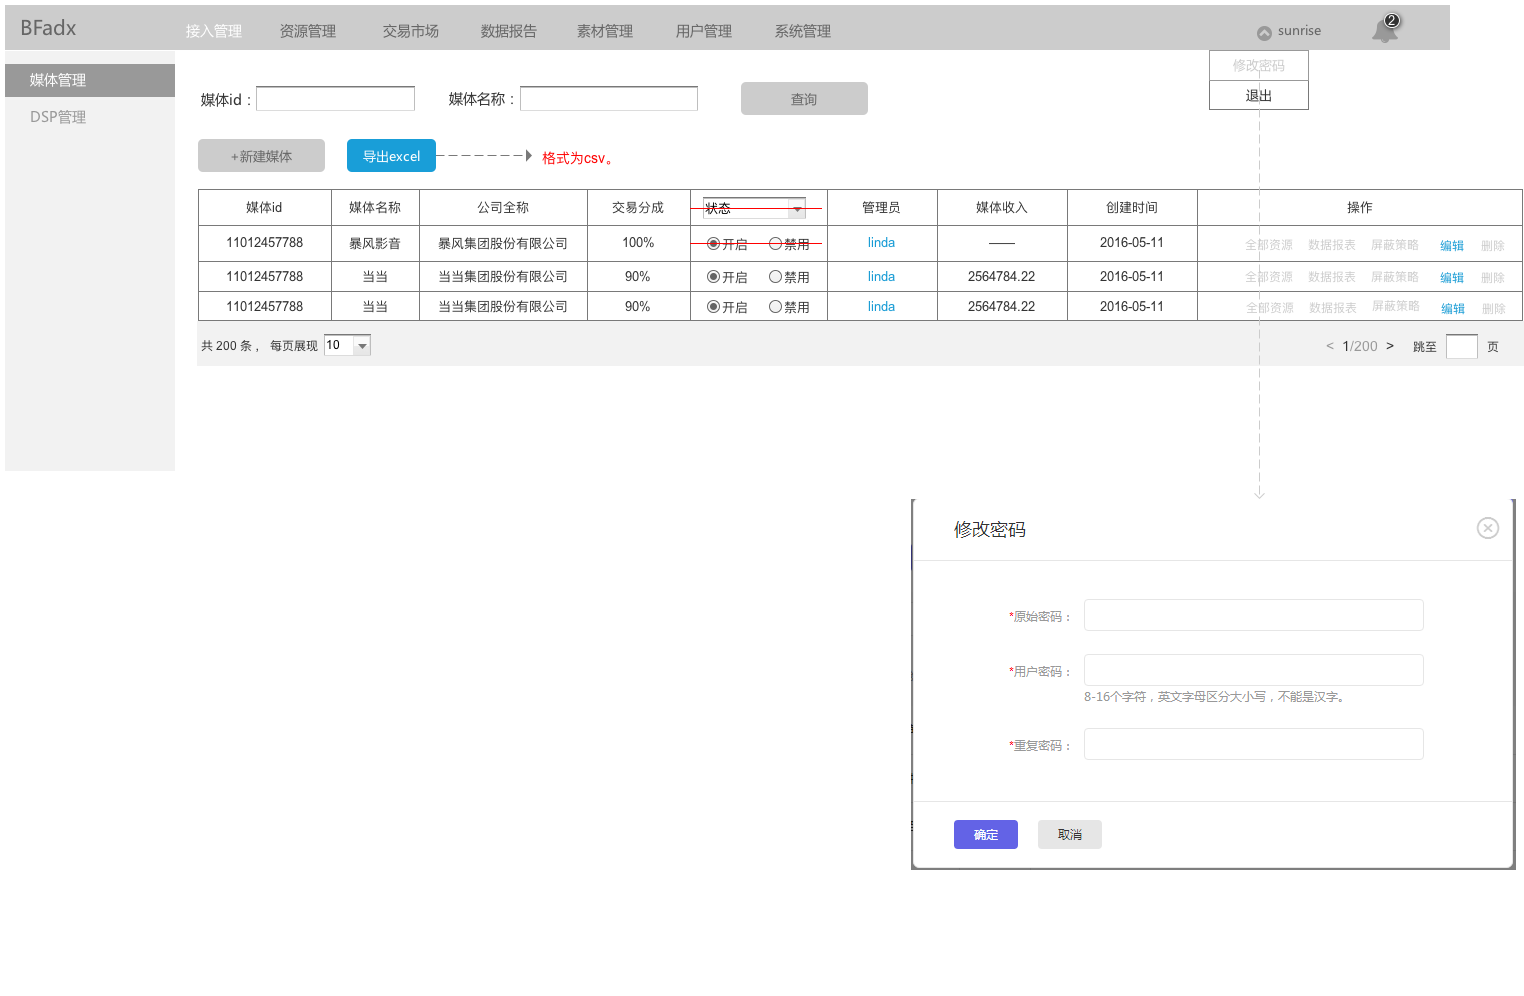 BFadx 接入管理 资源管理 交易市场 数据报告 素材管理 用户管理 系统管理 sunrise 2
修改密码
退出
媒体管理
DSP管理
媒体id： 媒体名称： 查询
+新建媒体 导出excel 格式为csv。
媒体id 媒体名称 公司全称 交易分成 状态 管理员 媒体收入 创建时间 操作
11012457788 暴风影音 暴风集团股份有限公司 100% 开启 禁用 linda —— 2016-05-11 全部资源 数据报表 屏蔽策略 编辑 删除
11012457788 当当 当当集团股份有限公司 90% 开启 禁用 linda 2564784.22 2016-05-11 全部资源 数据报表 屏蔽策略 编辑 删除
11012457788 当当 当当集团股份有限公司 90% 开启 禁用 linda 2564784.22 2016-05-11 全部资源 数据报表 屏蔽策略 编辑 删除
共 200 条， 每页展现 10 < 1/200 > 跳至 页
修改密码
*原始密码：
*用户密码：
8-16个字符，英文字母区分大小写，不能是汉字。
*重复密码：
确定 取消